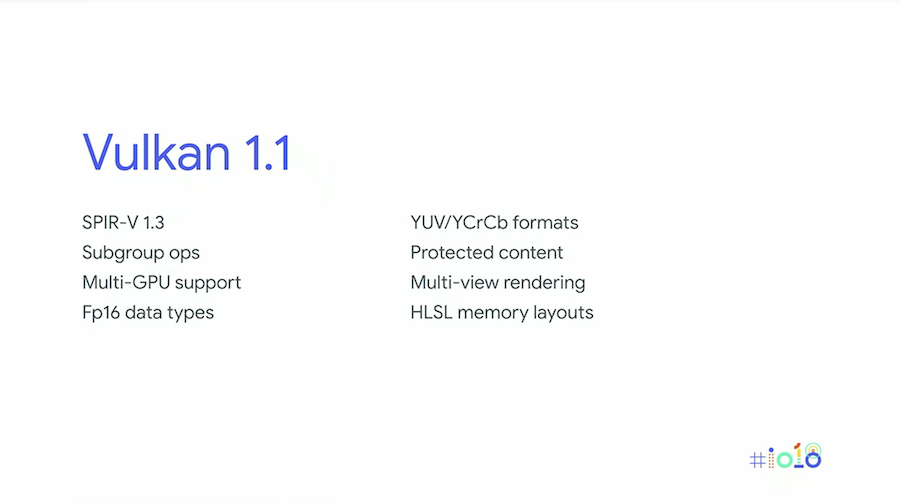 Vulkan 1.1
SPIR-V 1.3
Subgroup ops
Multi-GPU support
Fp16 data types
YUV/YCrCb formats
Protected content
Multi-view rendering
HLSL memory layouts
#io18